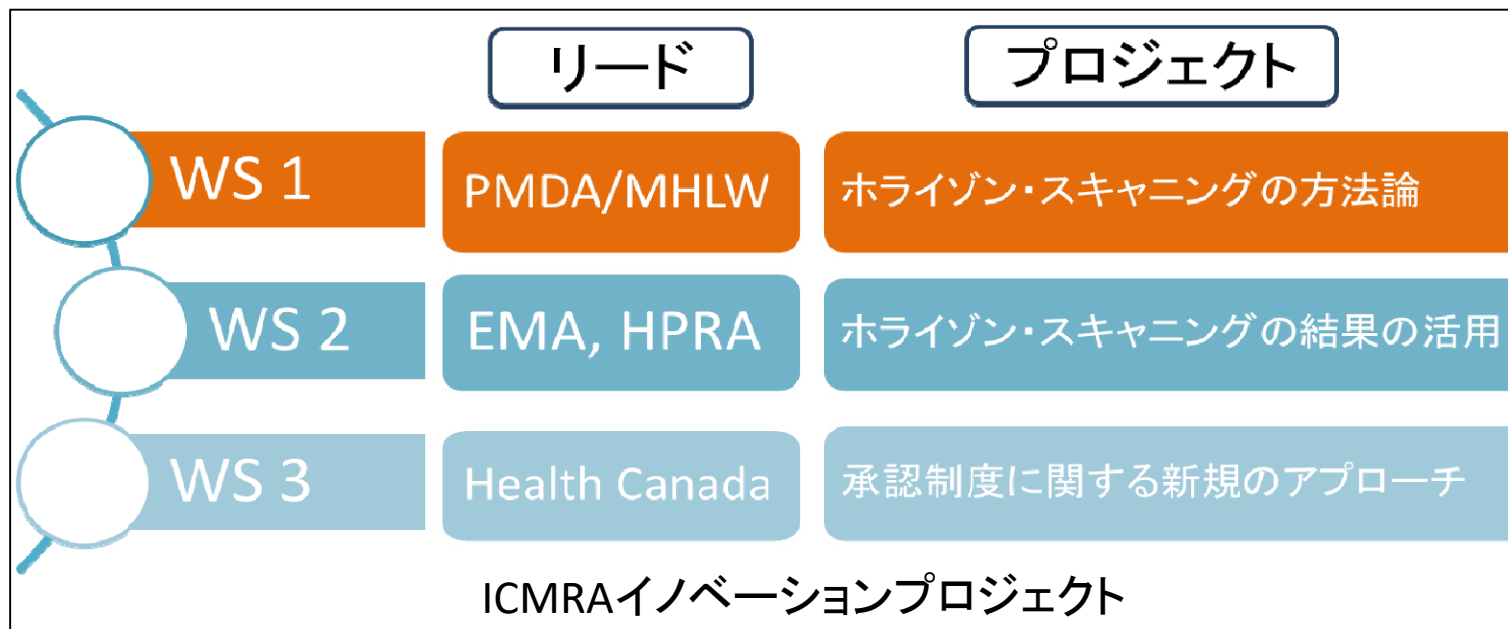 リード プロジェクト
WS 1 PMDA/MHLW ホライゾン・スキャニングの方法論
WS 2 EMA, HPRA ホライゾン・スキャニングの結果の活用
WS 3 Health Canada 承認制度に関する新規のアプローチ
ICMRAイノベーションプロジェクト